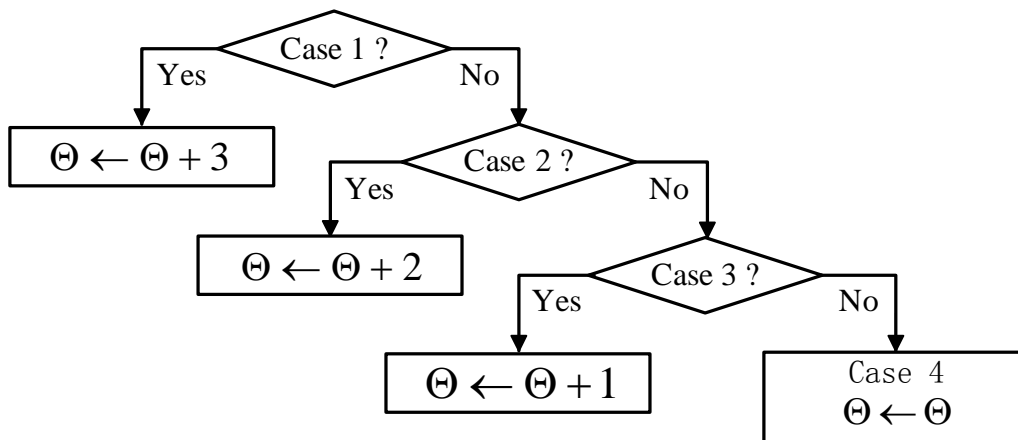 Case 1 ?
Yes
No
Θ ← Θ + 3
Case 2 ?
Yes
No
Θ ← Θ + 2
Case 3 ?
Yes
No
Θ ← Θ + 1
Case 4
Θ ← Θ